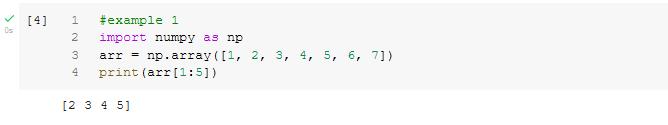 [4] 1 #example 1
0s 2 import numpy as np
3 arr = np.array([1, 2, 3, 4, 5, 6, 7])
4 print(arr[1:5])
[2 3 4 5]